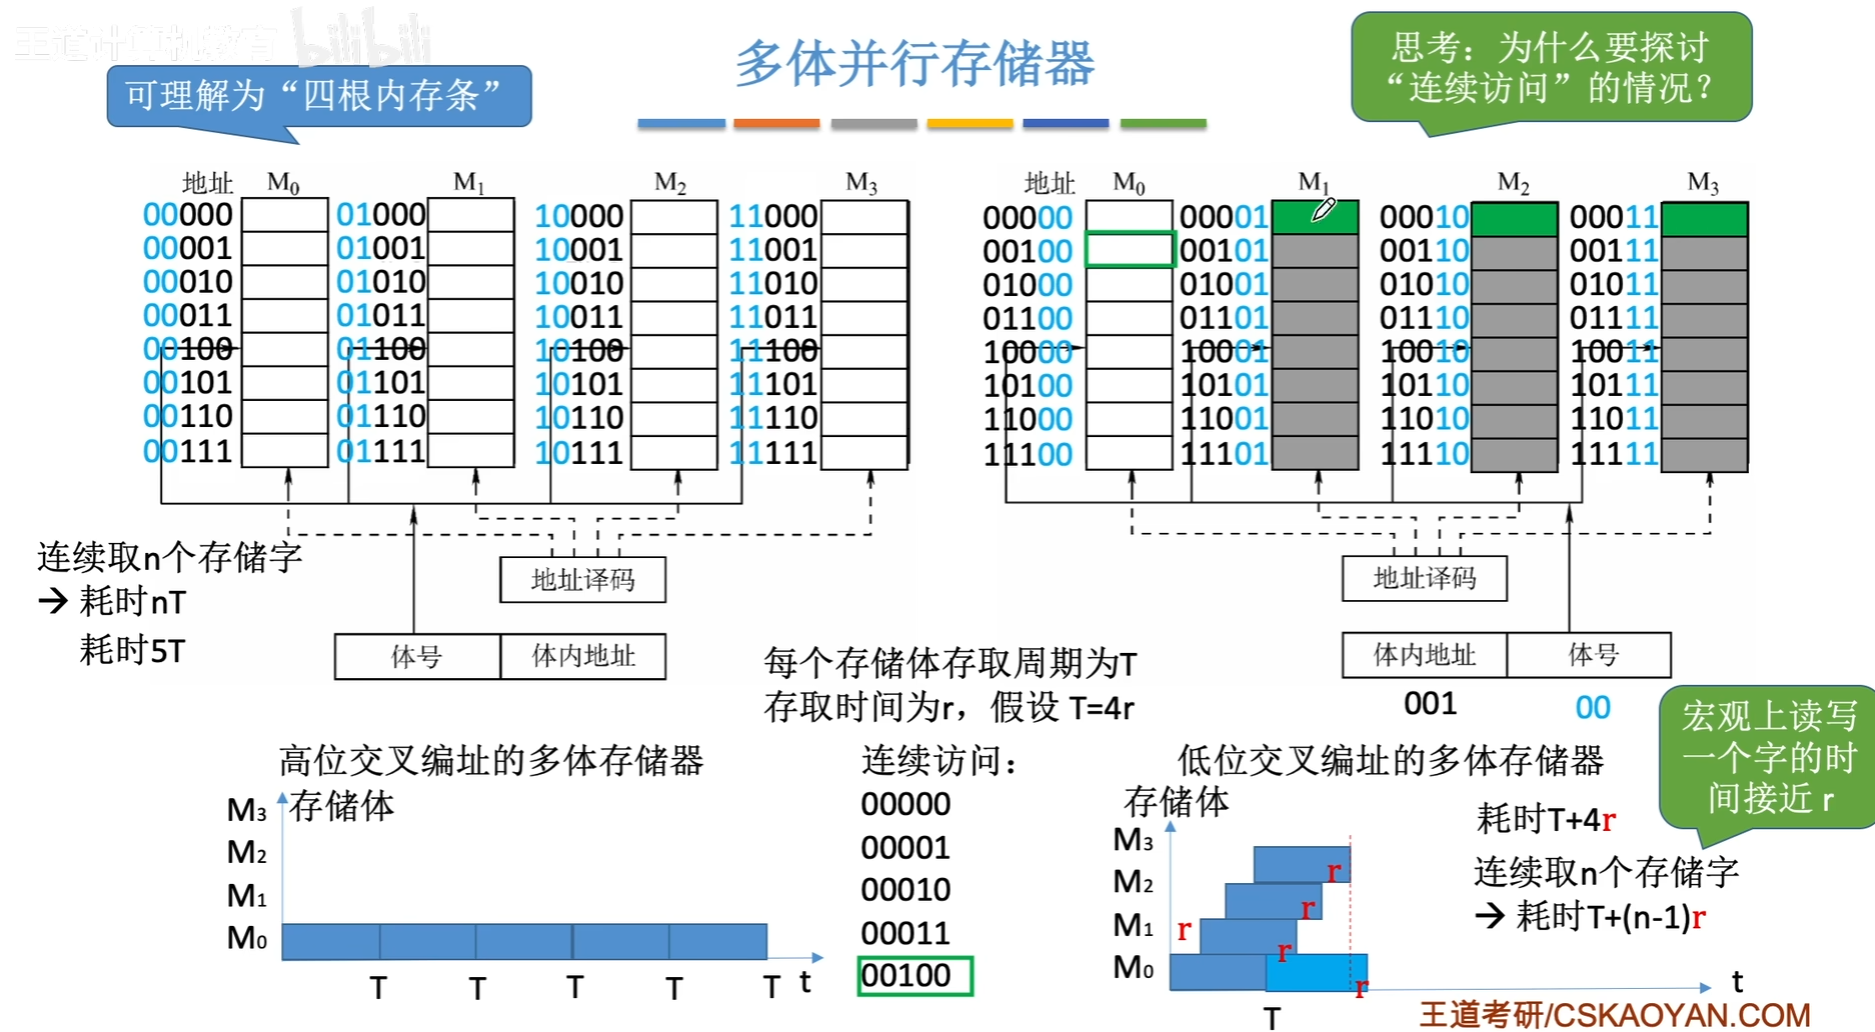 王道计算机教育 bilibili
多体并行存储器
可理解为“四根内存条”
思考：为什么要探讨
“连续访问”的情况？
地址 M0 M1 M2 M3
00000 01000 10000 11000
00001 01001 10001 11001
00010 01010 10010 11010
00011 01011 10011 11011
00100 01100 10100 11100
00101 01101 10101 11101
00110 01110 10110 11110
00111 01111 10111 11111
地址译码
体号 体内地址
连续取n个存储字
→ 耗时nT
耗时5T
地址 M0 M1 M2 M3
00000 00001 00010 00011
00100 00101 00110 00111
01000 01001 01010 01011
01100 01101 01110 01111
10000 10001 10010 10011
10100 10101 10110 10111
11000 11001 11010 11011
11100 11101 11110 11111
地址译码
体内地址 体号
001 00
每个存储体存取周期为T
存取时间为r，假设 T=4r
高位交叉编址的多体存储器
存储体
M3
M2
M1
M0
T T T T T t
连续访问：
00000
00001
00010
00011
00100
低位交叉编址的多体存储器
存储体
M3
M2
M1
M0
r
r
r
r
r
T
t
耗时T+4r
连续取n个存储字
→ 耗时T+(n-1)r
宏观上读写
一个字的时
间接近 r
王道考研/CSKAOYAN.COM